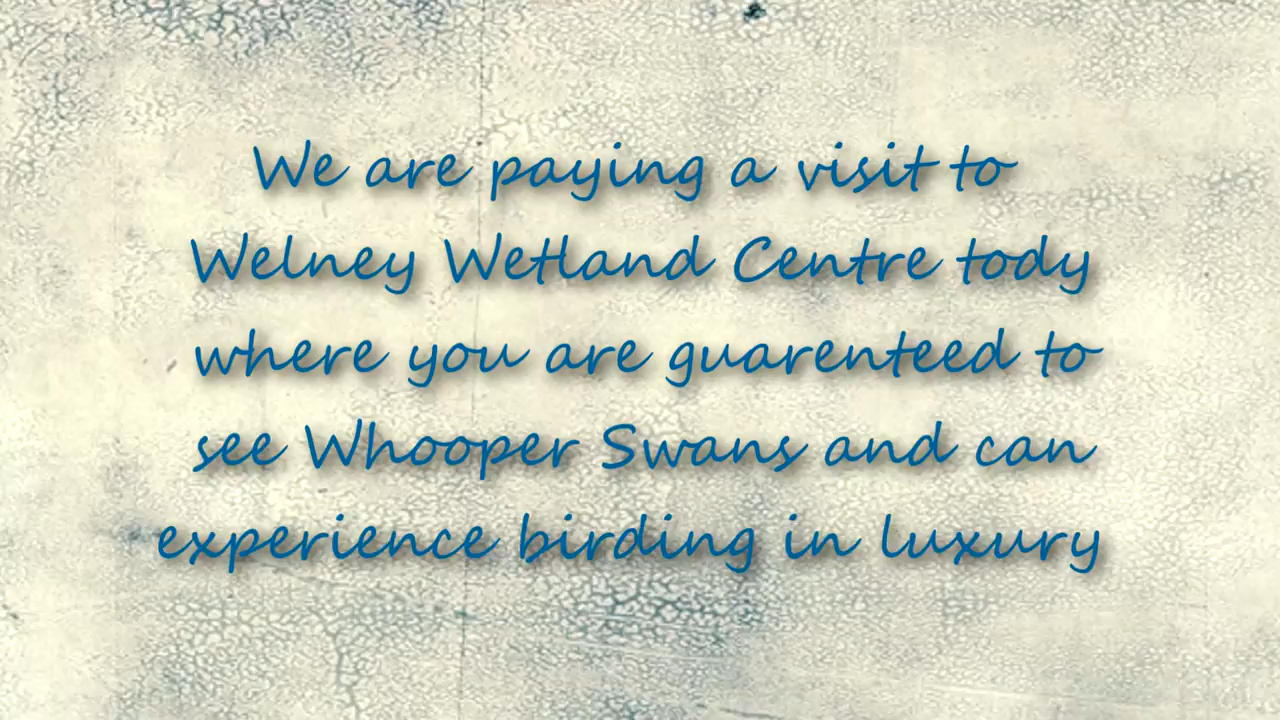 We are paying a visit to
Welney Wetland Centre tody
where you are guarenteed to
see Whooper Swans and can
experience birding in luxury